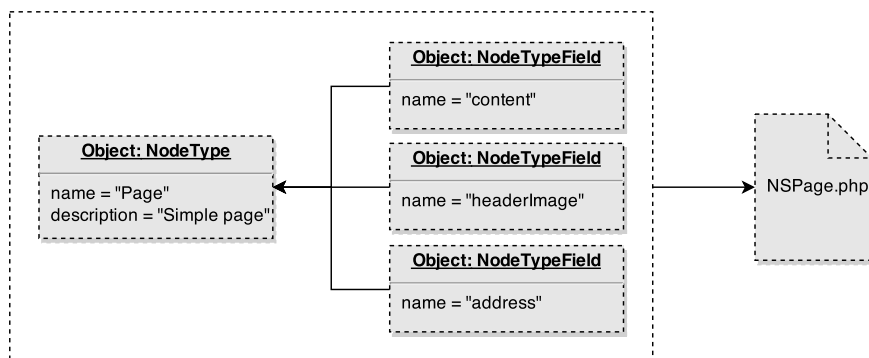 Object: NodeType
name = "Page"
description = "Simple page"
Object: NodeTypeField
name = "content"
Object: NodeTypeField
name = "headerImage"
Object: NodeTypeField
name = "address"
NSPage.php